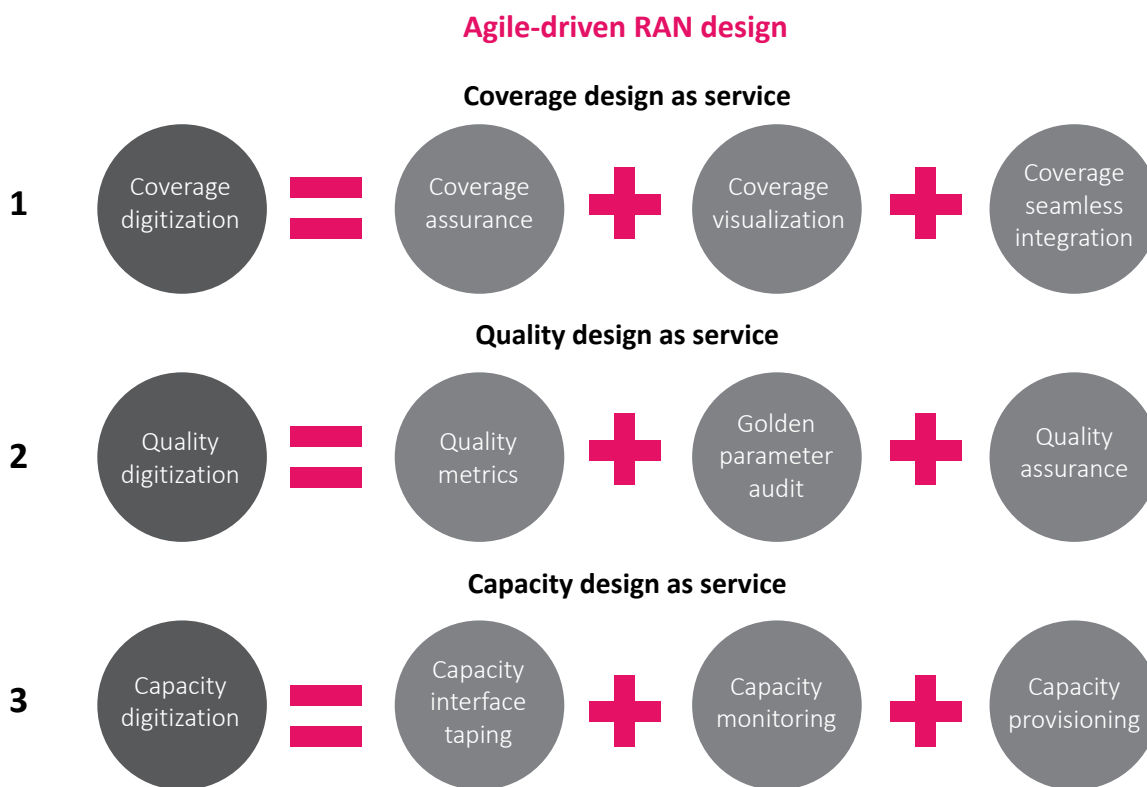 Agile-driven RAN design
Coverage design as service
1
Coverage
digitization
Coverage
assurance
Coverage
visualization
Coverage
seamless
integration
Quality design as service
2
Quality
digitization
Quality
metrics
Golden
parameter
audit
Quality
assurance
Capacity design as service
3
Capacity
digitization
Capacity
interface
taping
Capacity
monitoring
Capacity
provisioning